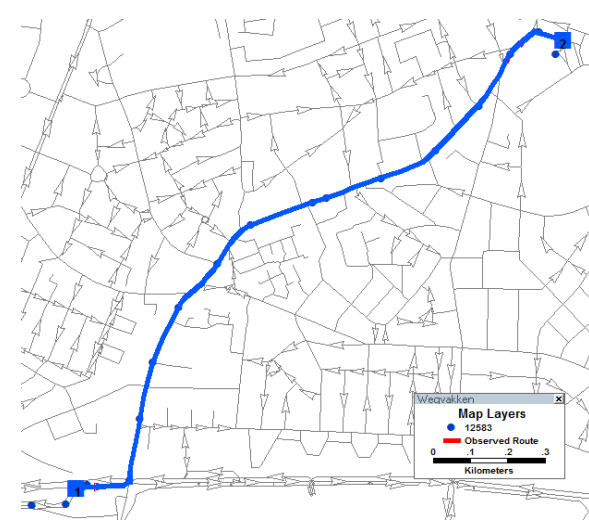 2
1
Wegvakken
Map Layers
12583
Observed Route
0 .1 .2 .3
Kilometers